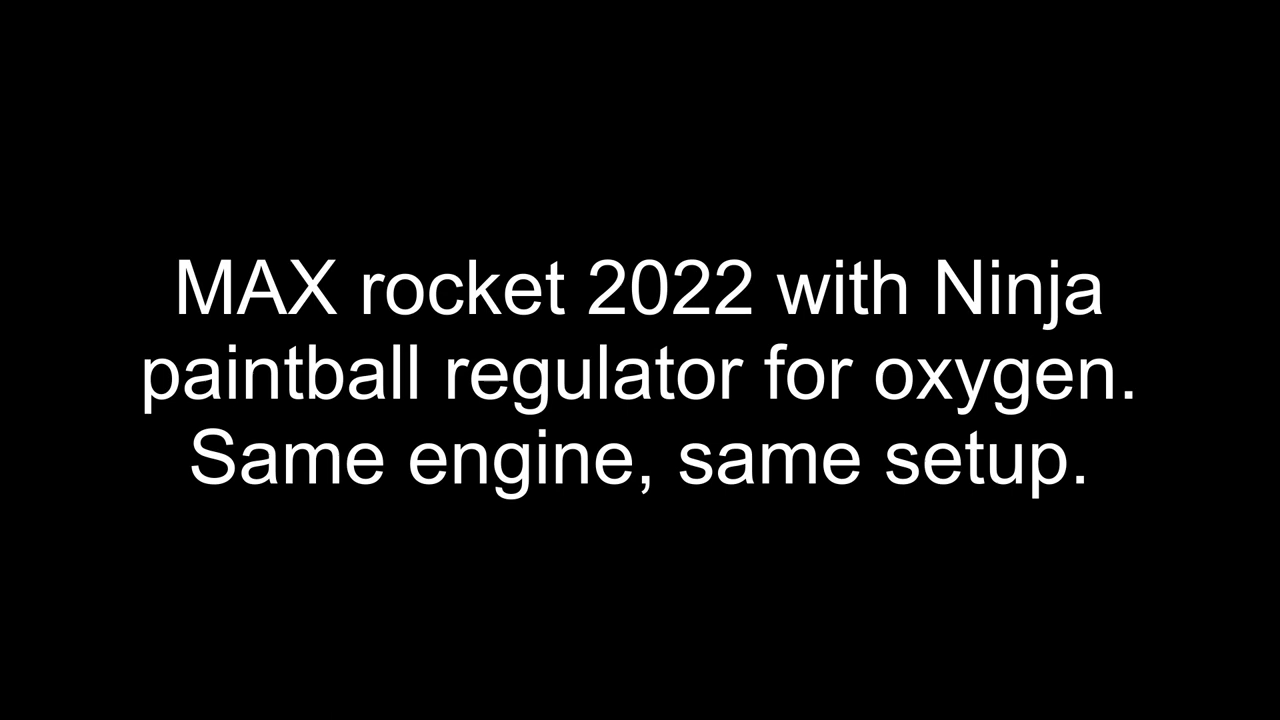 MAX rocket 2022 with Ninja
paintball regulator for oxygen.
Same engine, same setup.